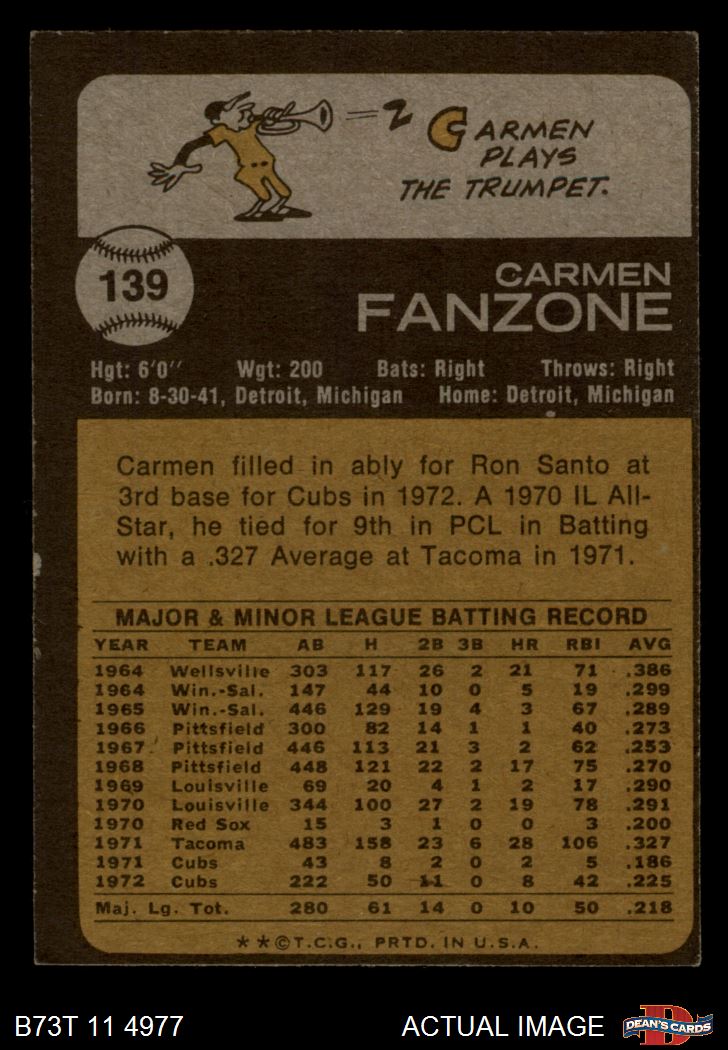 CARMEN
PLAYS
THE TRUMPET.
139
CARMEN
FANZONE
Hgt: 6'0" Wgt: 200 Bats: Right Throws: Right
Born: 8-30-41, Detroit, Michigan Home: Detroit, Michigan
Carmen filled in ably for Ron Santo at
3rd base for Cubs in 1972. A 1970 IL All-
Star, he tied for 9th in PCL in Batting
with a .327 Average at Tacoma in 1971.
MAJOR & MINOR LEAGUE BATTING RECORD
YEAR TEAM AB H 2B 3B HR RBI AVG
1964 Wellsville 303 117 26 2 21 71 .386
1964 Win.-Sal. 147 44 10 0 5 19 .299
1965 Win.-Sal. 446 129 19 4 3 67 .289
1966 Pittsfield 300 82 14 1 1 40 .273
1967 Pittsfield 446 113 21 3 2 62 .253
1968 Pittsfield 448 121 22 2 17 75 .270
1969 Louisville 69 20 4 1 2 17 .290
1970 Louisville 344 100 27 2 19 78 .291
1970 Red Sox 15 3 1 0 0 3 .200
1971 Tacoma 483 158 23 6 28 106 .327
1971 Cubs 43 8 2 0 2 5 .186
1972 Cubs 222 50 11 0 8 42 .225
Maj. Lg. Tot. 280 61 14 0 10 50 .218
**©T.C.G., PRTD. IN U.S.A.
B73T 11 4977 ACTUAL IMAGE
D
DEAN'S CARDS